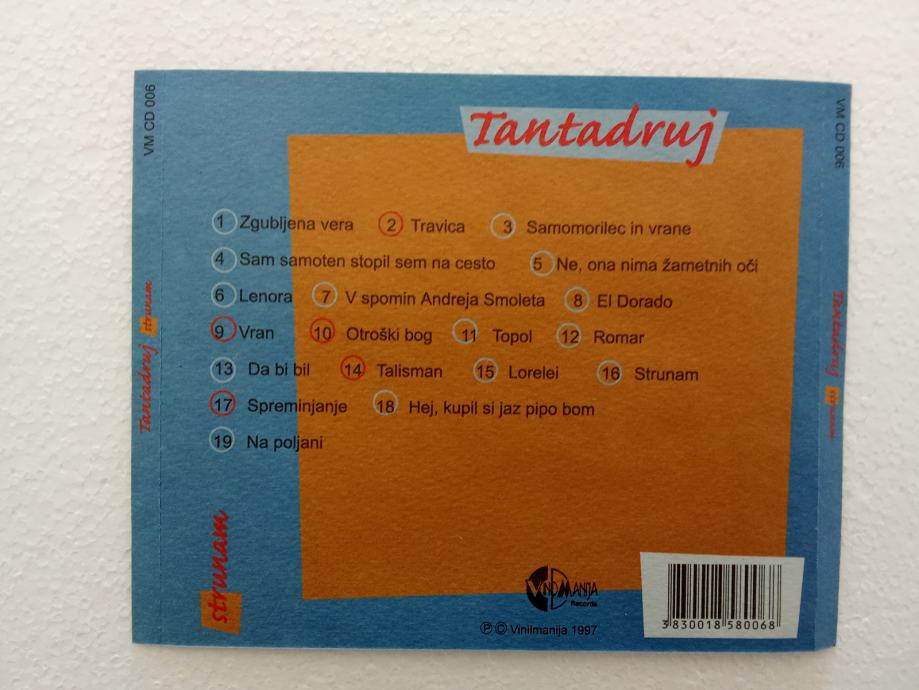 VM CD 006
VM CD 006
Tantadruj
1 Zgubljena vera 2 Travica 3 Samomorilec in vrane
4 Sam samoten stopil sem na cesto 5 Ne, ona nima žametnih oči
6 Lenora 7 V spomin Andreja Smoleta 8 El Dorado
9 Vran 10 Otroški bog 11 Topol 12 Romar
13 Da bi bil 14 Talisman 15 Lorelei 16 Strunam
17 Spreminjanje 18 Hej, kupil si jaz pipo bom
19 Na poljani
Tantadruj strunam
Tantadruj strunam
strunam
VINILMANIJA
Records
℗ © Vinilmanija 1997
3 830018 580068